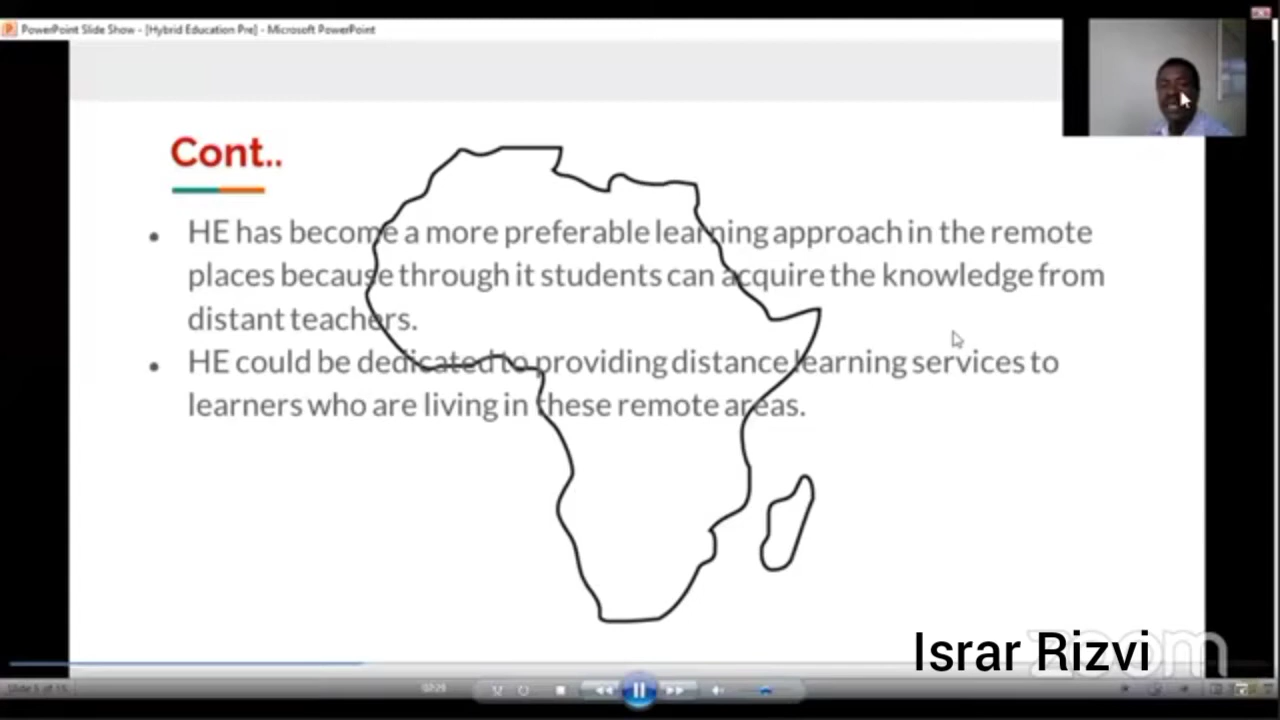 PowerPoint Slide Show - [Hybrid Education Pre] - Microsoft PowerPoint
Cont..
• HE has become a more preferable learning approach in the remote
places because through it students can acquire the knowledge from
distant teachers.
• HE could be dedicated to providing distance learning services to
learners who are living in these remote areas.
zoom
Israr Rizvi